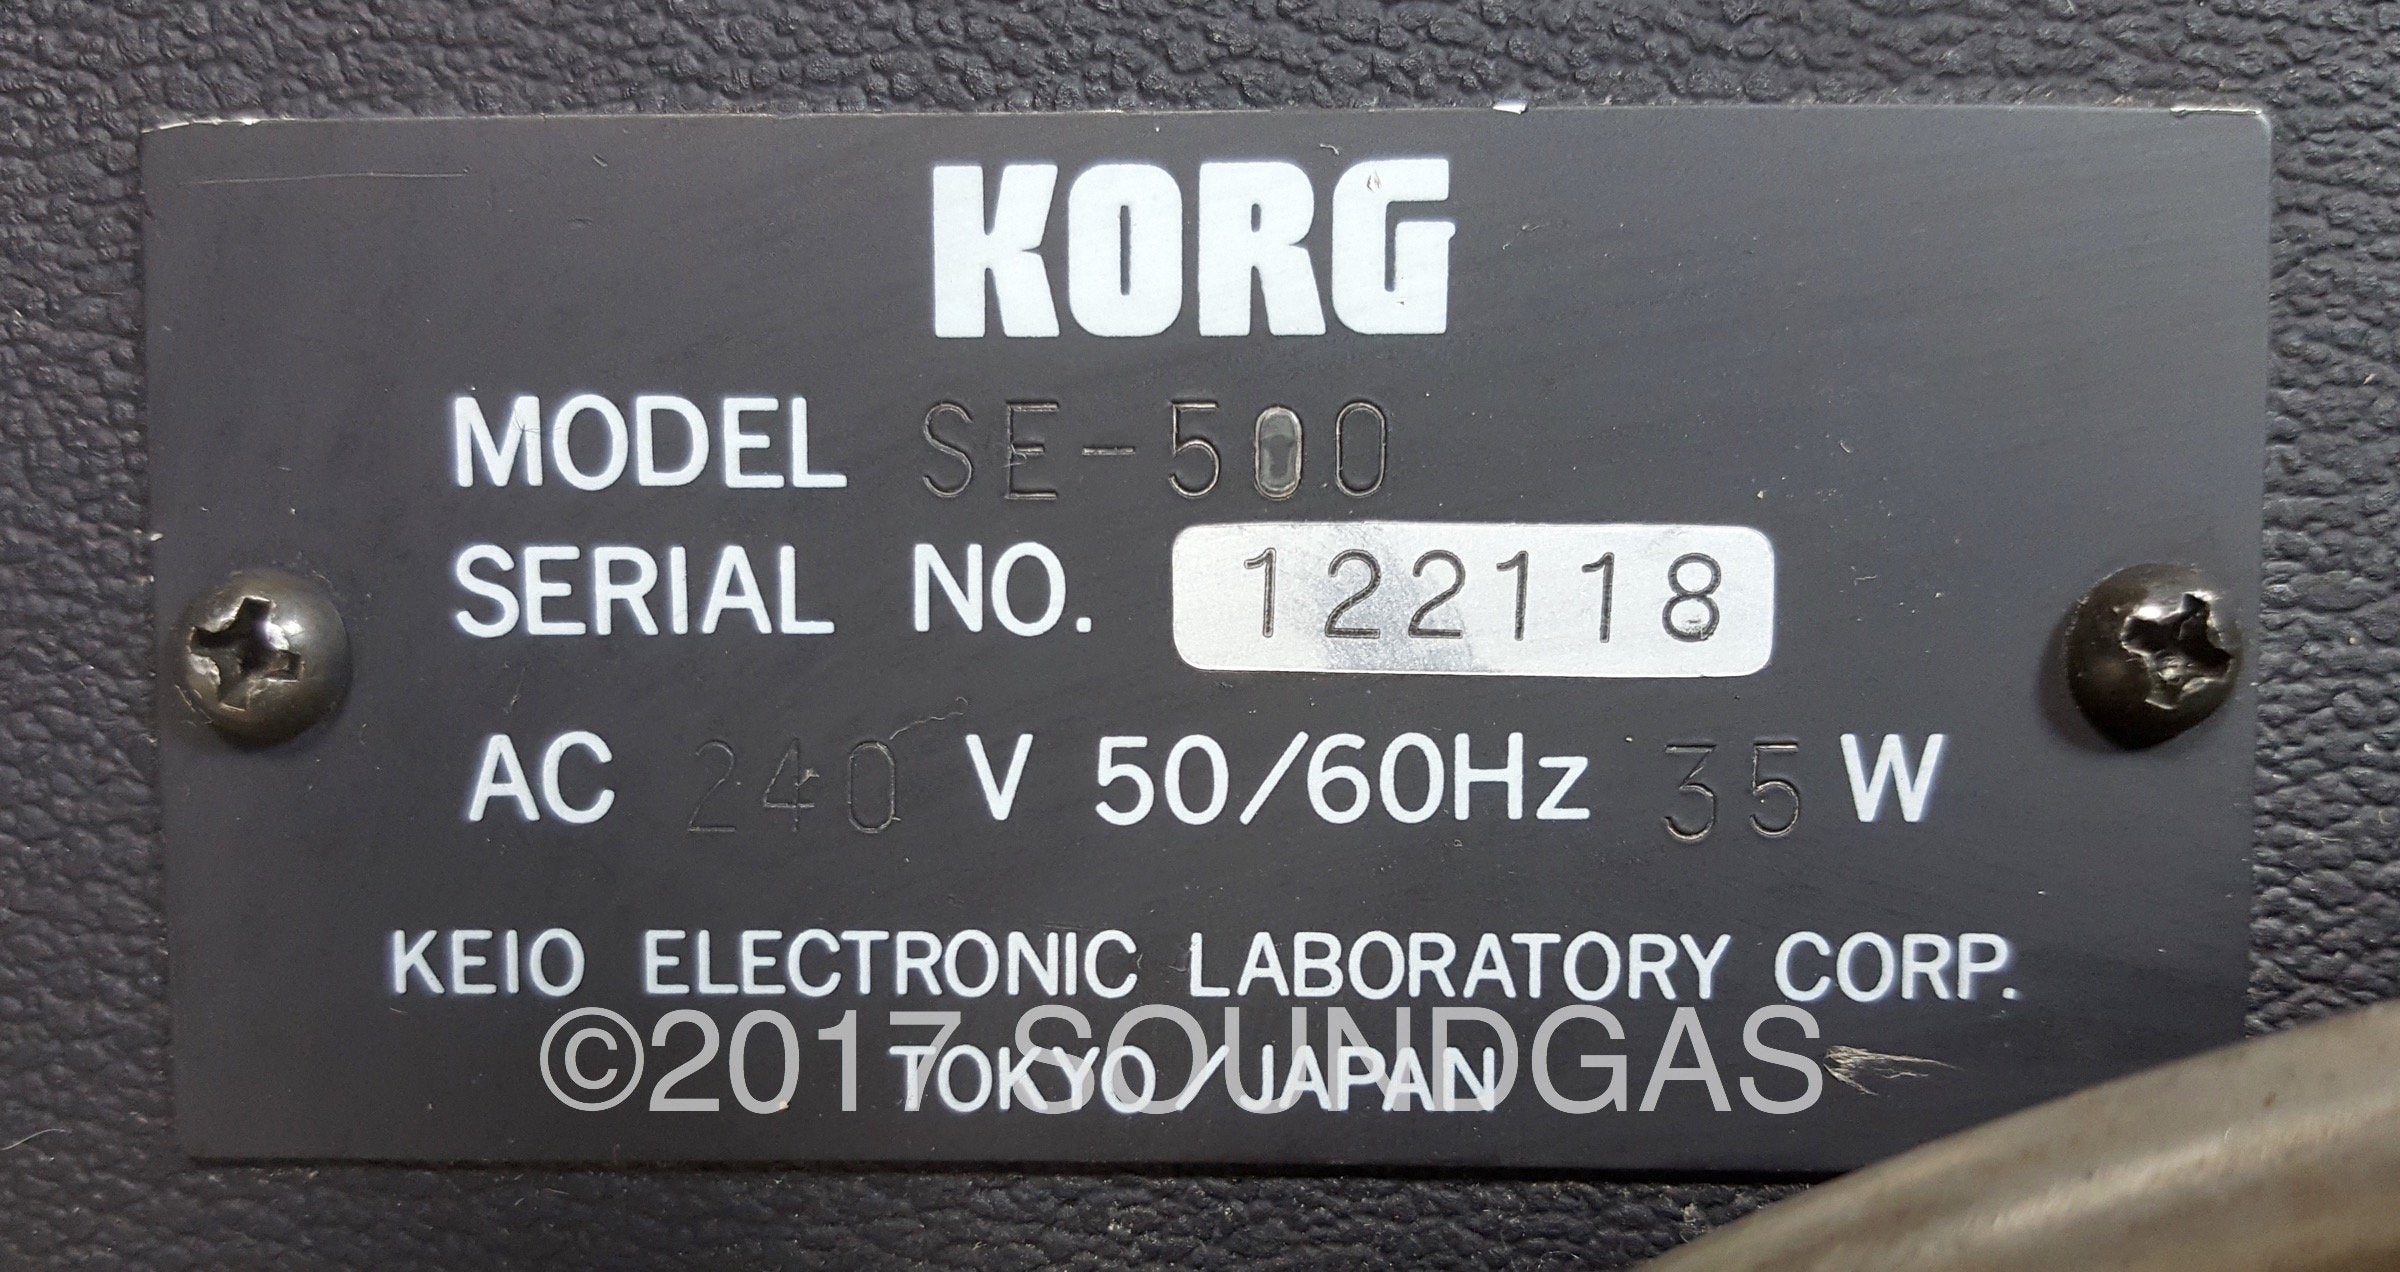 KORG
MODEL SE-500
SERIAL NO. 122118
AC 240 V 50/60Hz 35 W
KEIO ELECTRONIC LABORATORY CORP.
©2017 SOUNDGAS
TOKYO/JAPAN